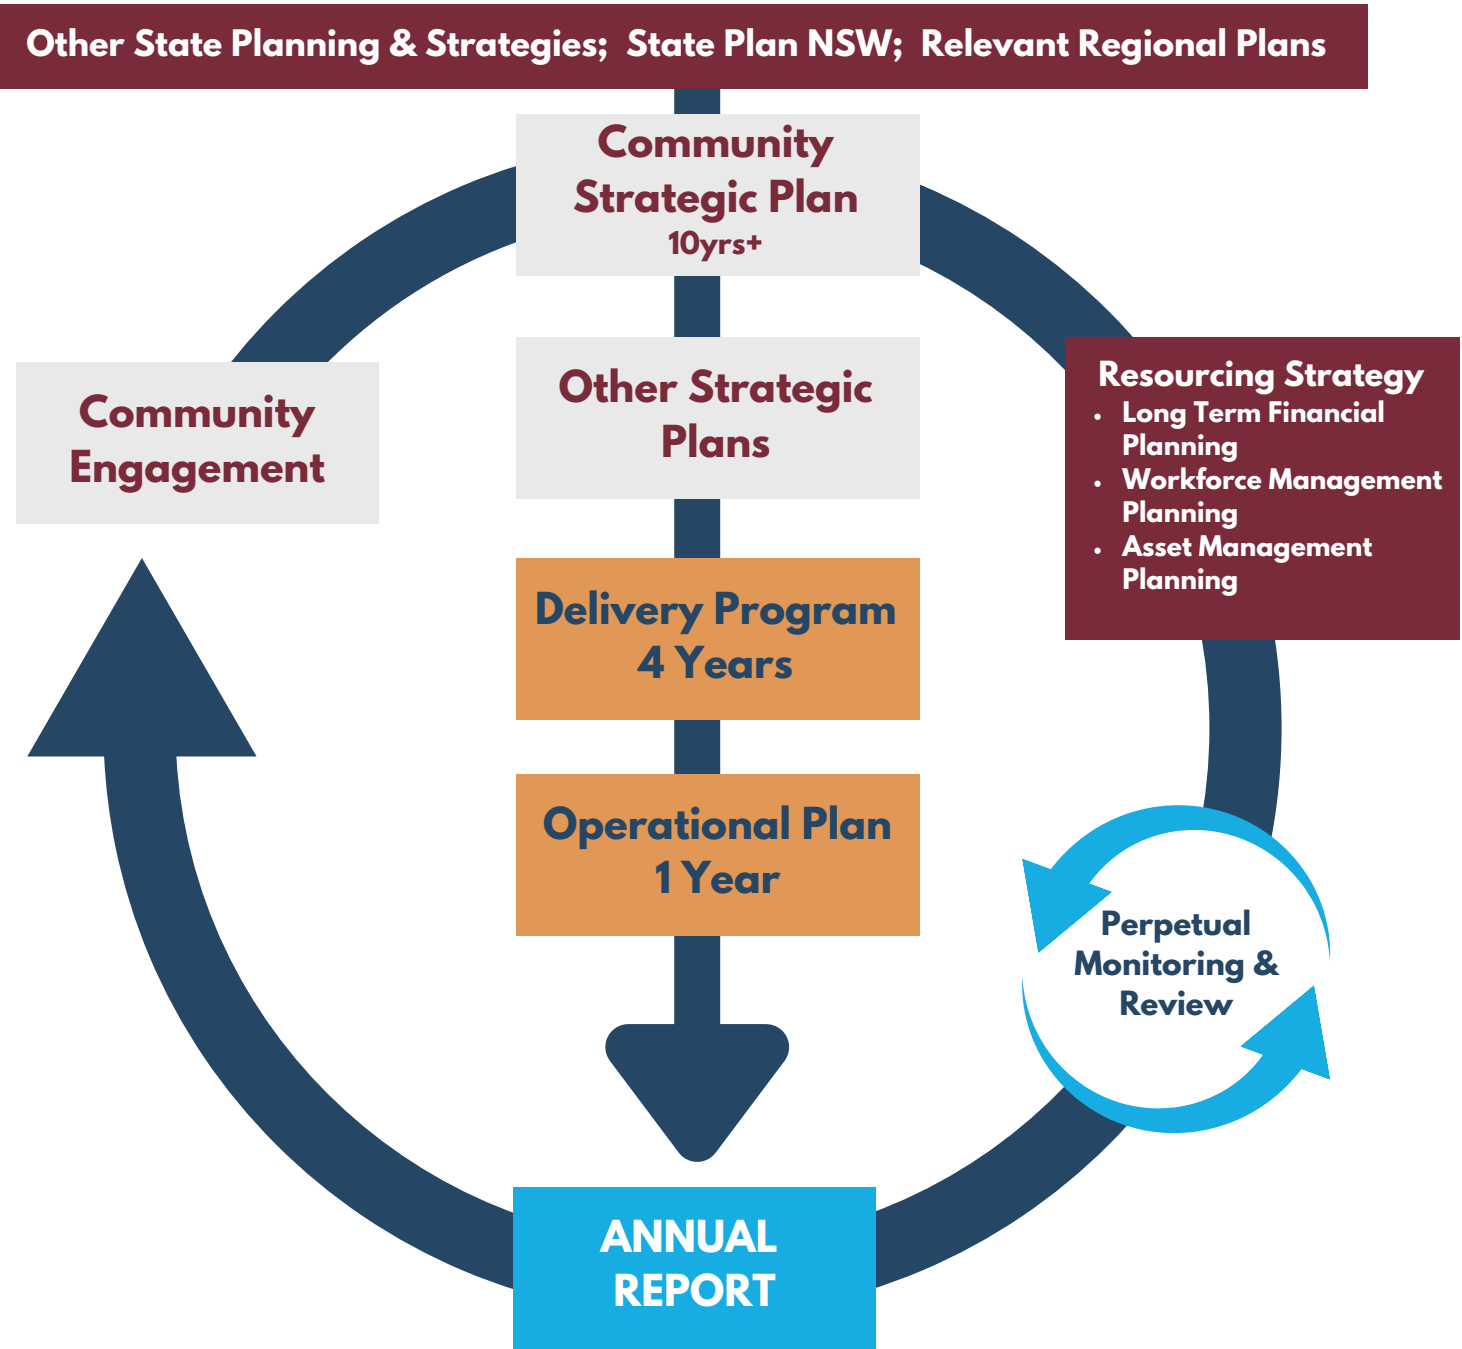 Other State Planning & Strategies; State Plan NSW; Relevant Regional Plans
Community
Strategic Plan
10yrs+
Community
Engagement
Other Strategic
Plans
Resourcing Strategy
• Long Term Financial
Planning
• Workforce Management
Planning
• Asset Management
Planning
Delivery Program
4 Years
Operational Plan
1 Year
Perpetual
Monitoring &
Review
ANNUAL
REPORT